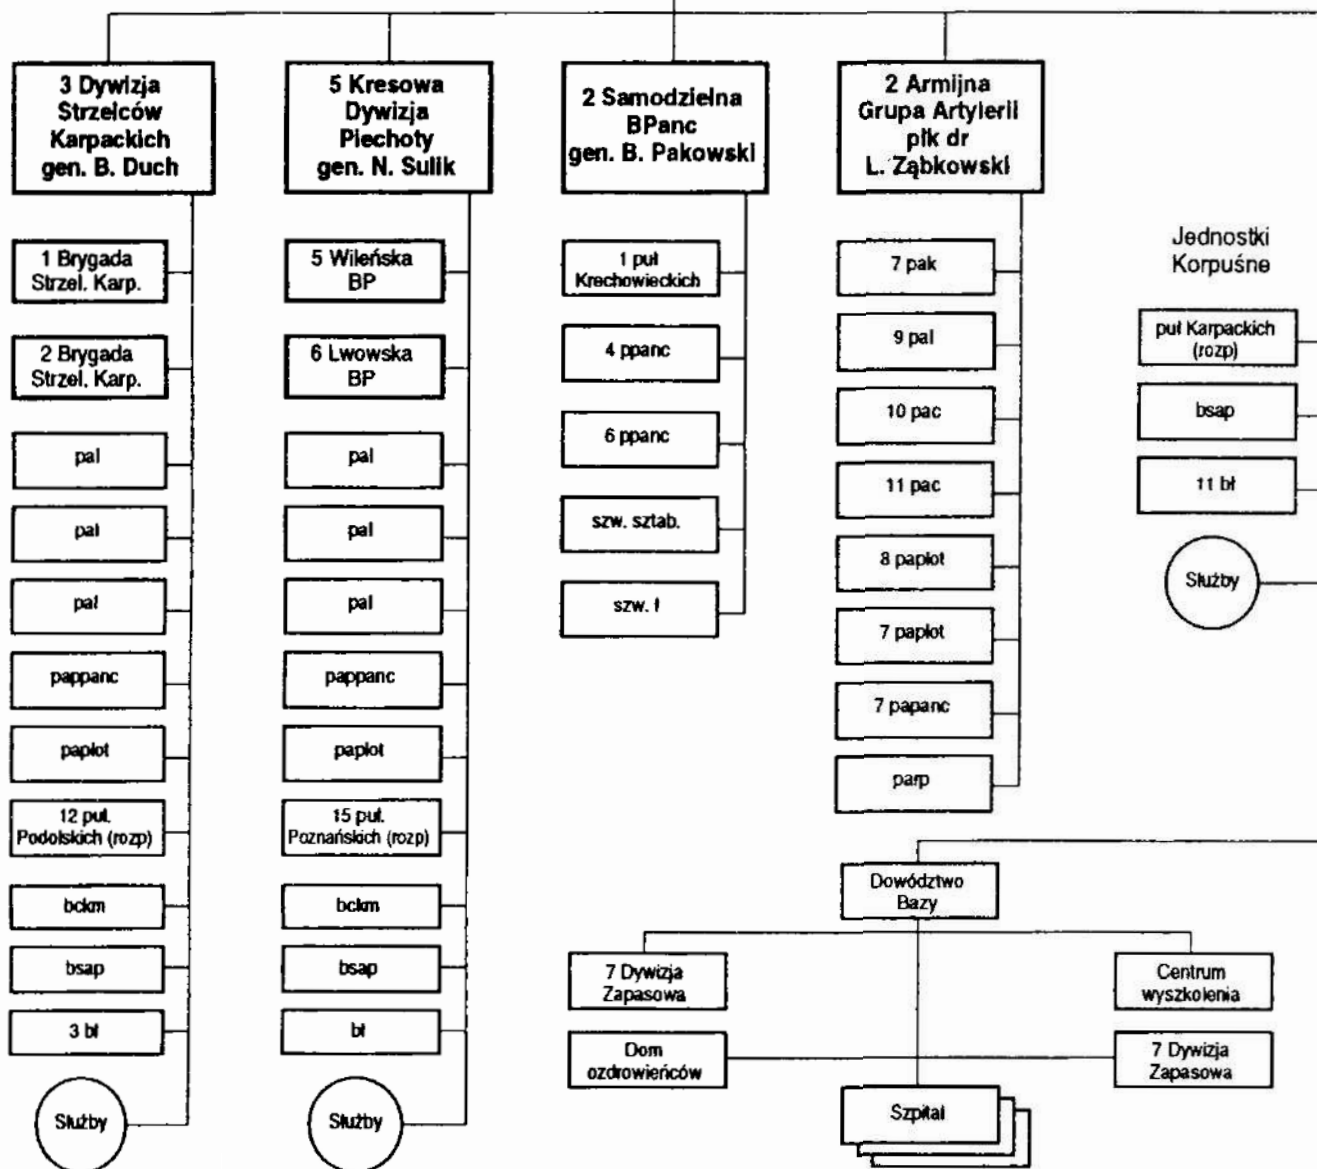 3 Dywizja
Strzelców
Karpackich
gen. B. Duch
5 Kresowa
Dywizja
Piechoty
gen. N. Sulik
2 Samodzielna
BPanc
gen. B. Pakowski
2 Armijna
Grupa Artylerii
płk dr
L. Ząbkowski
1 Brygada
Strzel. Karp.
2 Brygada
Strzel. Karp.
pal
pal
pal
pappanc
paplot
12 puł.
Podolskich (rozp)
bckm
bsap
3 bł
Służby
5 Wileńska
BP
6 Lwowska
BP
pal
pal
pal
pappanc
paplot
15 puł.
Poznańskich (rozp)
bckm
bsap
bł
Służby
1 puł
Krechowieckich
4 ppanc
6 ppanc
szw. sztab.
szw. ł
7 pak
9 pal
10 pac
11 pac
8 paplot
7 paplot
7 papanc
parp
Jednostki
Korpuśne
puł Karpackich
(rozp)
bsap
11 bł
Służby
Dowództwo
Bazy
7 Dywizja
Zapasowa
Centrum
wyszkolenia
Dom
ozdrowieńców
7 Dywizja
Zapasowa
Szpital